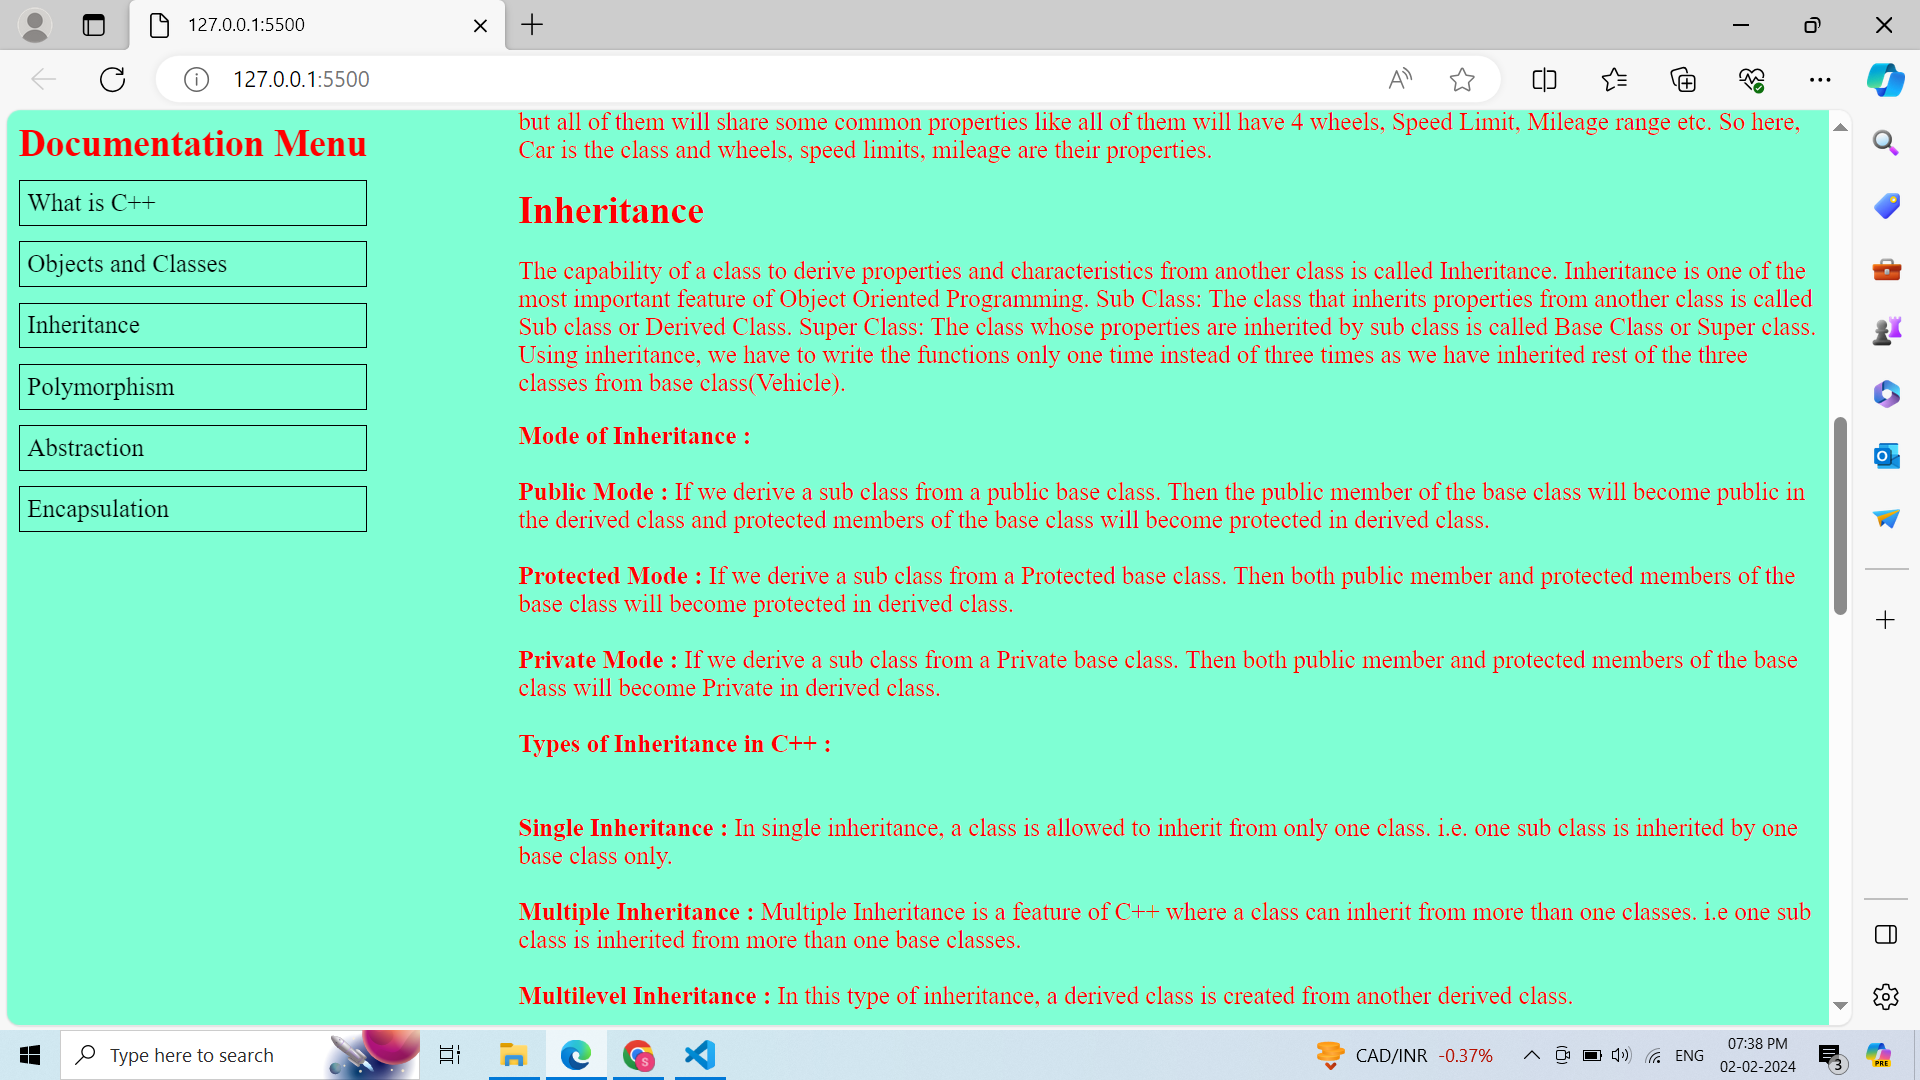 127.0.0.1:5500
127.0.0.1:5500
Documentation Menu
What is C++
Objects and Classes
Inheritance
Polymorphism
Abstraction
Encapsulation
but all of them will share some common properties like all of them will have 4 wheels, Speed Limit, Mileage range etc. So here,
Car is the class and wheels, speed limits, mileage are their properties.
Inheritance
The capability of a class to derive properties and characteristics from another class is called Inheritance. Inheritance is one of the
most important feature of Object Oriented Programming. Sub Class: The class that inherits properties from another class is called
Sub class or Derived Class. Super Class: The class whose properties are inherited by sub class is called Base Class or Super class.
Using inheritance, we have to write the functions only one time instead of three times as we have inherited rest of the three
classes from base class(Vehicle).
Mode of Inheritance :
Public Mode : If we derive a sub class from a public base class. Then the public member of the base class will become public in
the derived class and protected members of the base class will become protected in derived class.
Protected Mode : If we derive a sub class from a Protected base class. Then both public member and protected members of the
base class will become protected in derived class.
Private Mode : If we derive a sub class from a Private base class. Then both public member and protected members of the base
class will become Private in derived class.
Types of Inheritance in C++ :
Single Inheritance : In single inheritance, a class is allowed to inherit from only one class. i.e. one sub class is inherited by one
base class only.
Multiple Inheritance : Multiple Inheritance is a feature of C++ where a class can inherit from more than one classes. i.e one sub
class is inherited from more than one base classes.
Multilevel Inheritance : In this type of inheritance, a derived class is created from another derived class.
Type here to search
CAD/INR -0.37%
ENG
07:38 PM
02-02-2024
3
PRE